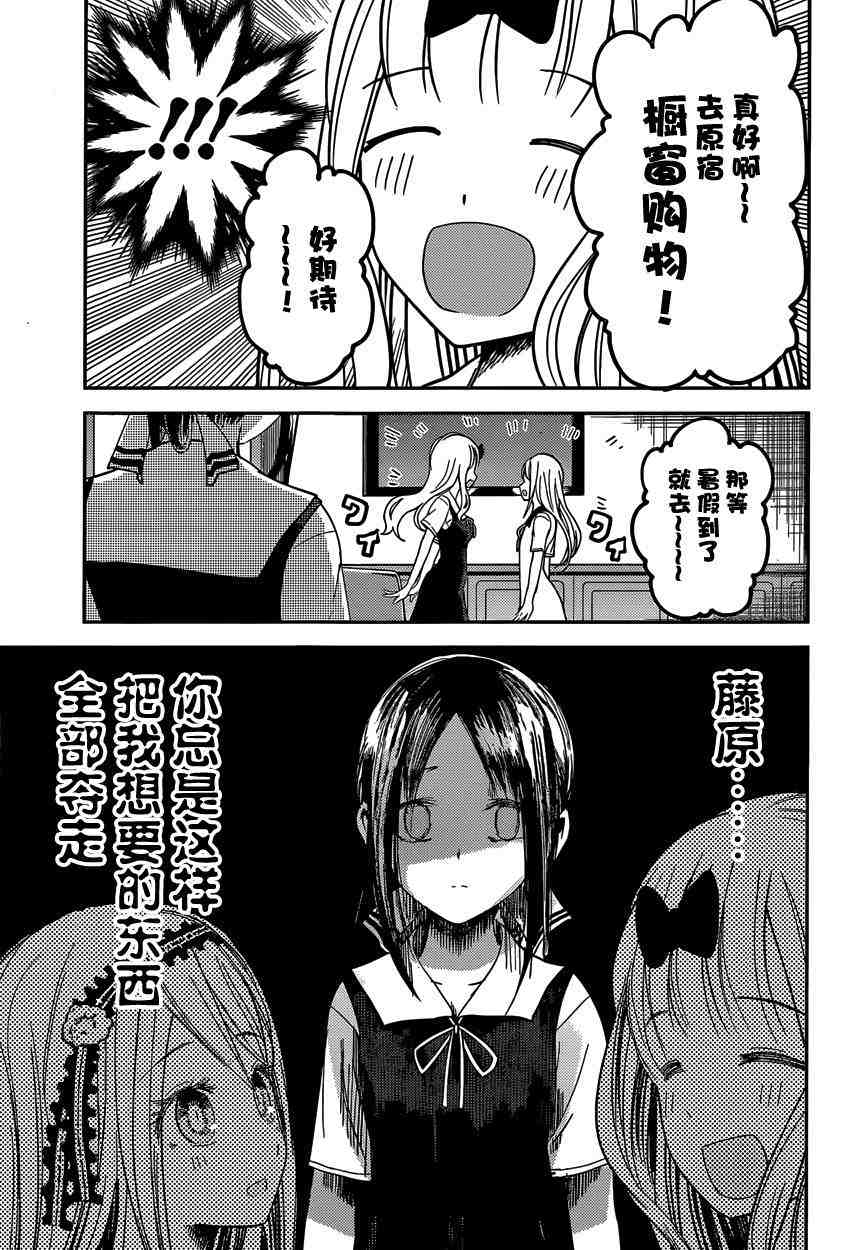 真好啊~~
去原宿
橱窗购物！
!!!
好期待
~~~！
那等
暑假到了
就去~~~~
ワイ
ワイ
藤原……
你总是这样
把我想要的东西
全部夺走